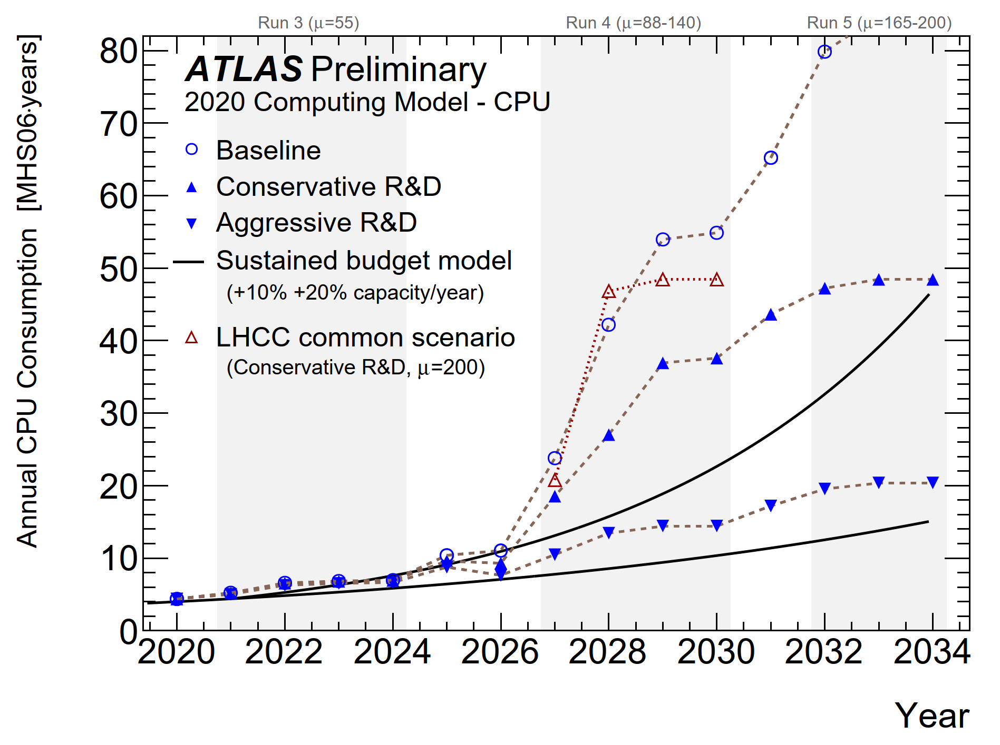 Run 3 (μ=55)
Run 4 (μ=88-140)
Run 5 (μ=165-200)
ATLAS Preliminary
2020 Computing Model - CPU
Baseline
Conservative R&D
Aggressive R&D
Sustained budget model
(+10% +20% capacity/year)
LHCC common scenario
(Conservative R&D, μ=200)
Annual CPU Consumption [MHS06·years]
80
70
60
50
40
30
20
10
0
2020 2022 2024 2026 2028 2030 2032 2034
Year